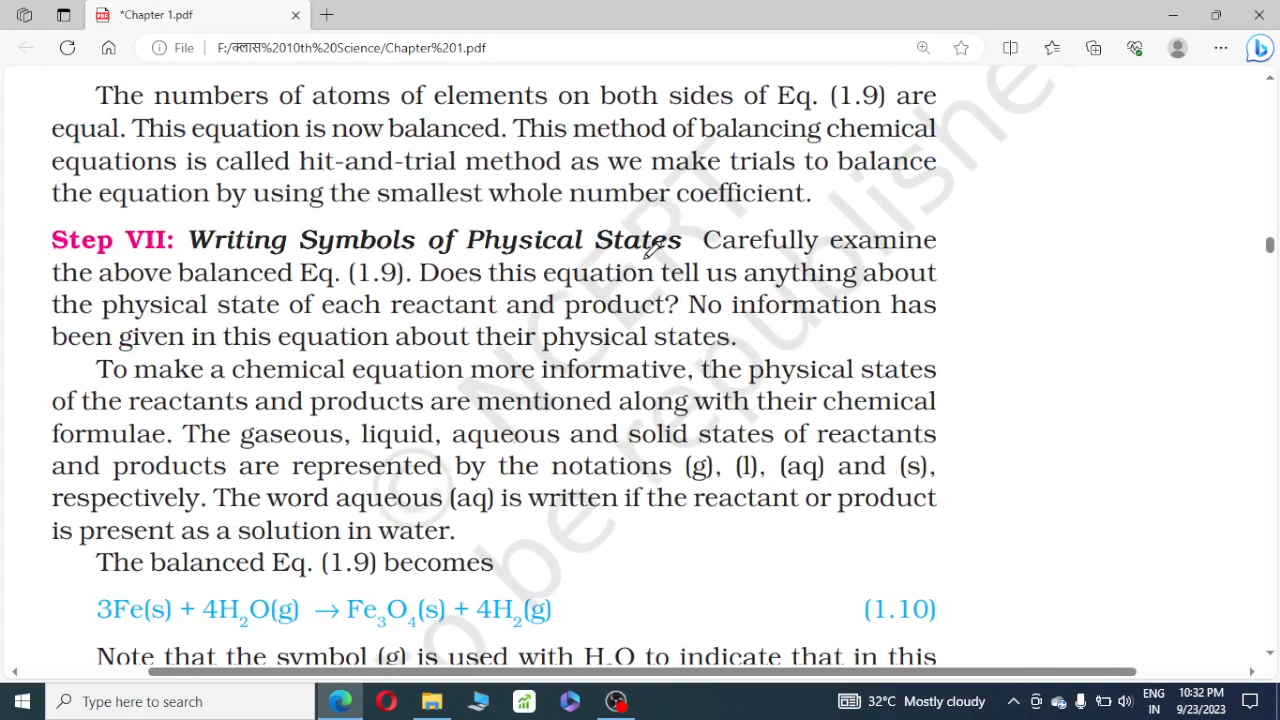 *Chapter 1.pdf
File F:/क्लास%2010th%20Science/Chapter%201.pdf
The numbers of atoms of elements on both sides of Eq. (1.9) are
equal. This equation is now balanced. This method of balancing chemical
equations is called hit-and-trial method as we make trials to balance
the equation by using the smallest whole number coefficient.
Step VII: Writing Symbols of Physical States Carefully examine
the above balanced Eq. (1.9). Does this equation tell us anything about
the physical state of each reactant and product? No information has
been given in this equation about their physical states.
To make a chemical equation more informative, the physical states
of the reactants and products are mentioned along with their chemical
formulae. The gaseous, liquid, aqueous and solid states of reactants
and products are represented by the notations (g), (l), (aq) and (s),
respectively. The word aqueous (aq) is written if the reactant or product
is present as a solution in water.
The balanced Eq. (1.9) becomes
3Fe(s) + 4H₂O(g) → Fe₃O₄(s) + 4H₂(g) (1.10)
Note that the symbol (g) is used with H₂O to indicate that in this
© NCERT
o be republishe
Type here to search
32°C Mostly cloudy
ENG
IN
10:32 PM
9/23/2023